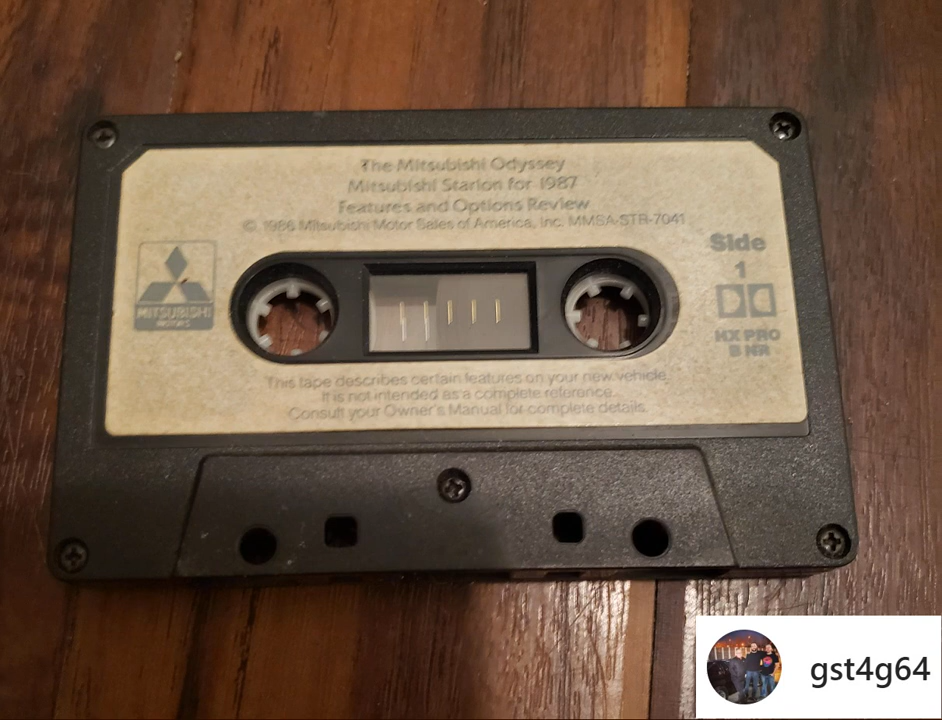 The Mitsubishi Odyssey
Mitsubishi Starion for 1987
Features and Options Review
© 1986 Mitsubishi Motor Sales of America, Inc. MMSA-STR-7041
MITSUBISHI
MOTORS
Side
1
HX PRO
B NR
This tape describes certain features on your new vehicle.
It is not intended as a complete reference.
Consult your Owner's Manual for complete details.
gst4g64